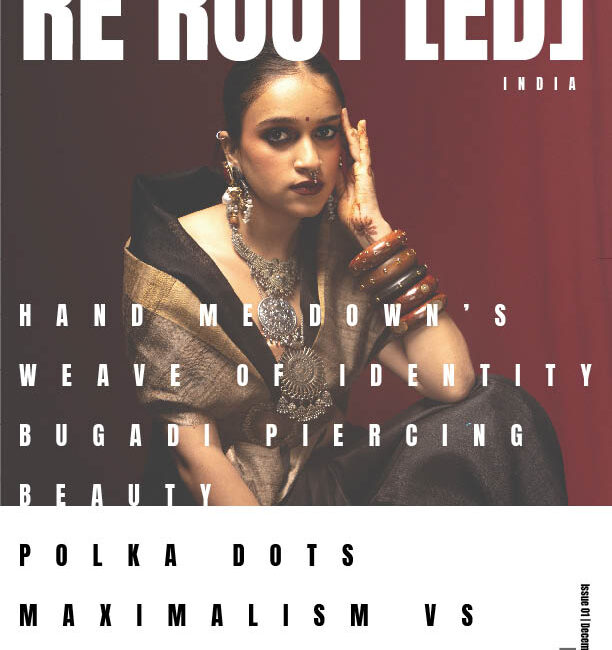 RE ROOT [ED]
INDIA
HAND ME DOWN'S
WEAVE OF IDENTITY
BUGADI PIERCING
BEAUTY
POLKA DOTS
MAXIMALISM VS
Issue 01 |